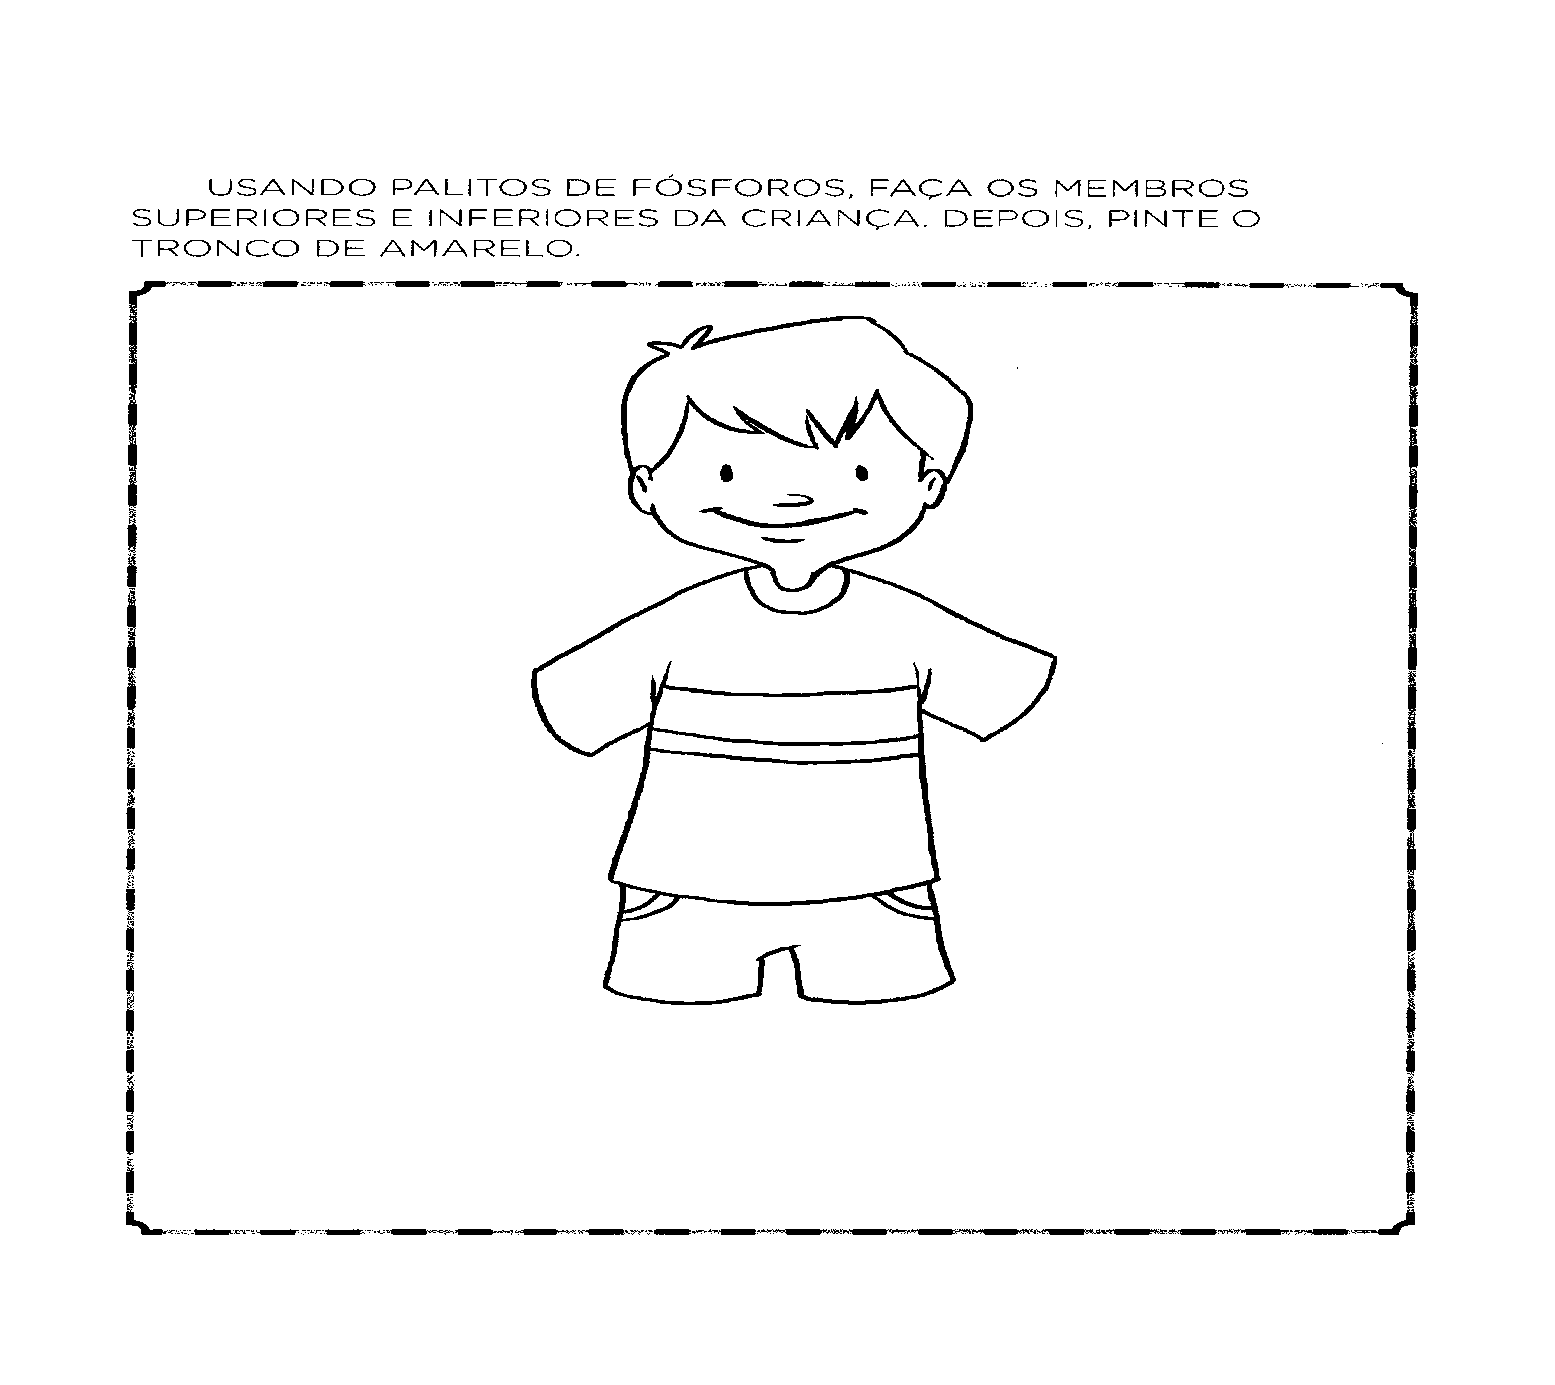 USANDO PALITOS DE FÓSFOROS, FAÇA OS MEMBROS
SUPERIORES E INFERIORES DA CRIANÇA. DEPOIS, PINTE O
TRONCO DE AMARELO.